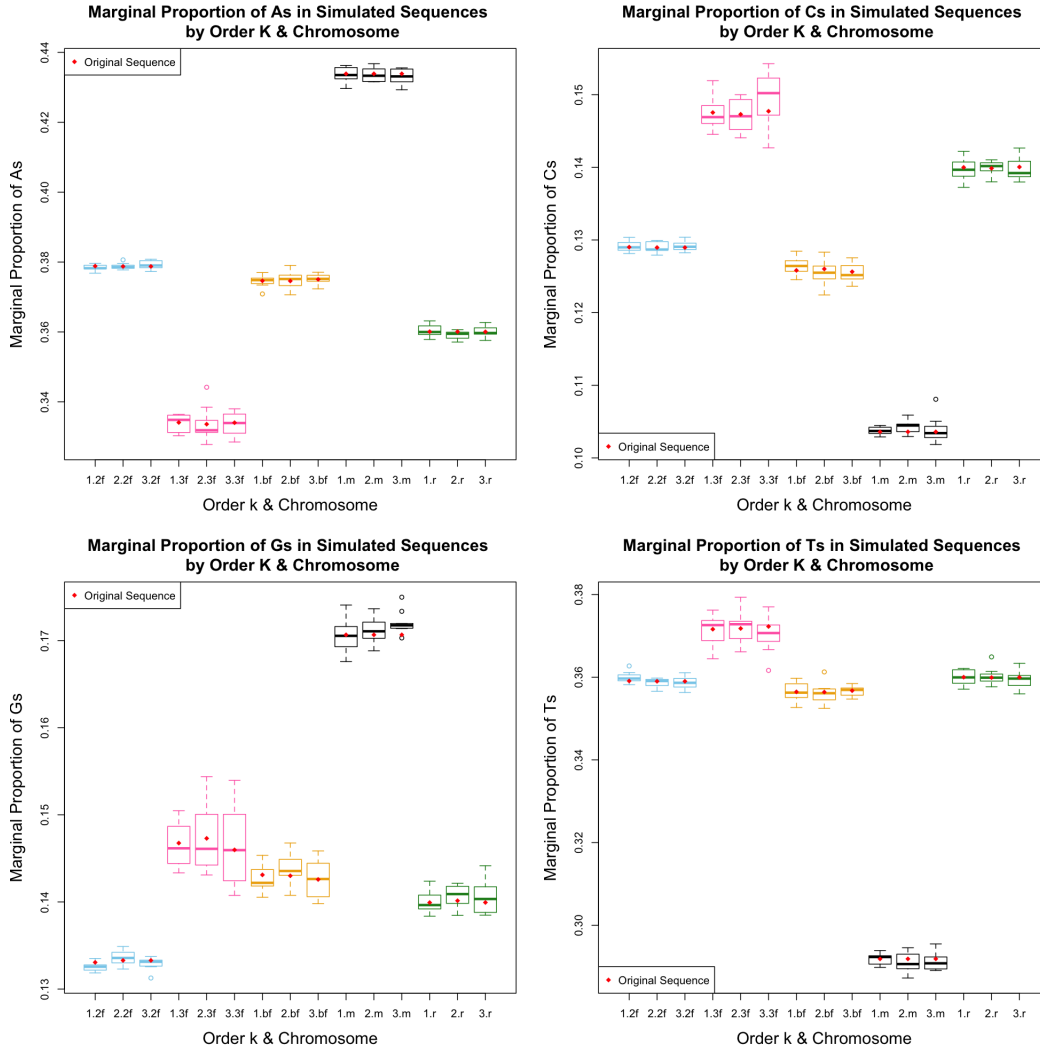 Marginal Proportion of As in Simulated Sequences
by Order K & Chromosome
Original Sequence
Marginal Proportion of As
0.44
0.42
0.40
0.38
0.36
0.34
1.2f 2.2f 3.2f 1.3f 2.3f 3.3f 1.bf 2.bf 3.bf 1.m 2.m 3.m 1.r 2.r 3.r
Order k & Chromosome
Marginal Proportion of Cs in Simulated Sequences
by Order K & Chromosome
Marginal Proportion of Cs
0.15
0.14
0.13
0.12
0.11
0.10
Original Sequence
1.2f 2.2f 3.2f 1.3f 2.3f 3.3f 1.bf 2.bf 3.bf 1.m 2.m 3.m 1.r 2.r 3.r
Order k & Chromosome
Marginal Proportion of Gs in Simulated Sequences
by Order K & Chromosome
Original Sequence
Marginal Proportion of Gs
0.17
0.16
0.15
0.14
0.13
1.2f 2.2f 3.2f 1.3f 2.3f 3.3f 1.bf 2.bf 3.bf 1.m 2.m 3.m 1.r 2.r 3.r
Order k & Chromosome
Marginal Proportion of Ts in Simulated Sequences
by Order K & Chromosome
Marginal Proportion of Ts
0.38
0.36
0.34
0.32
0.30
Original Sequence
1.2f 2.2f 3.2f 1.3f 2.3f 3.3f 1.bf 2.bf 3.bf 1.m 2.m 3.m 1.r 2.r 3.r
Order k & Chromosome